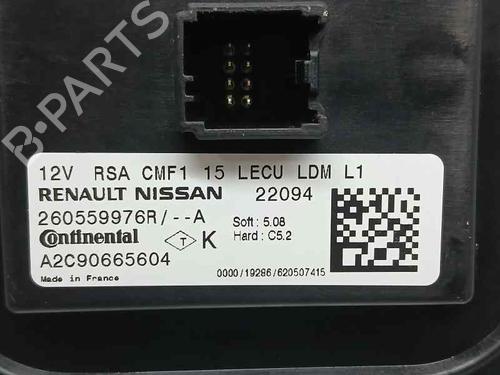 B-PARTS
12V RSA CMF1 15 LECU LDM L1
RENAULT NISSAN 22094
260559976R/--A
Soft : 5.08
Continental T K
Hard : C5.2
A2C90665604
Made in France
0000/19286/620507415